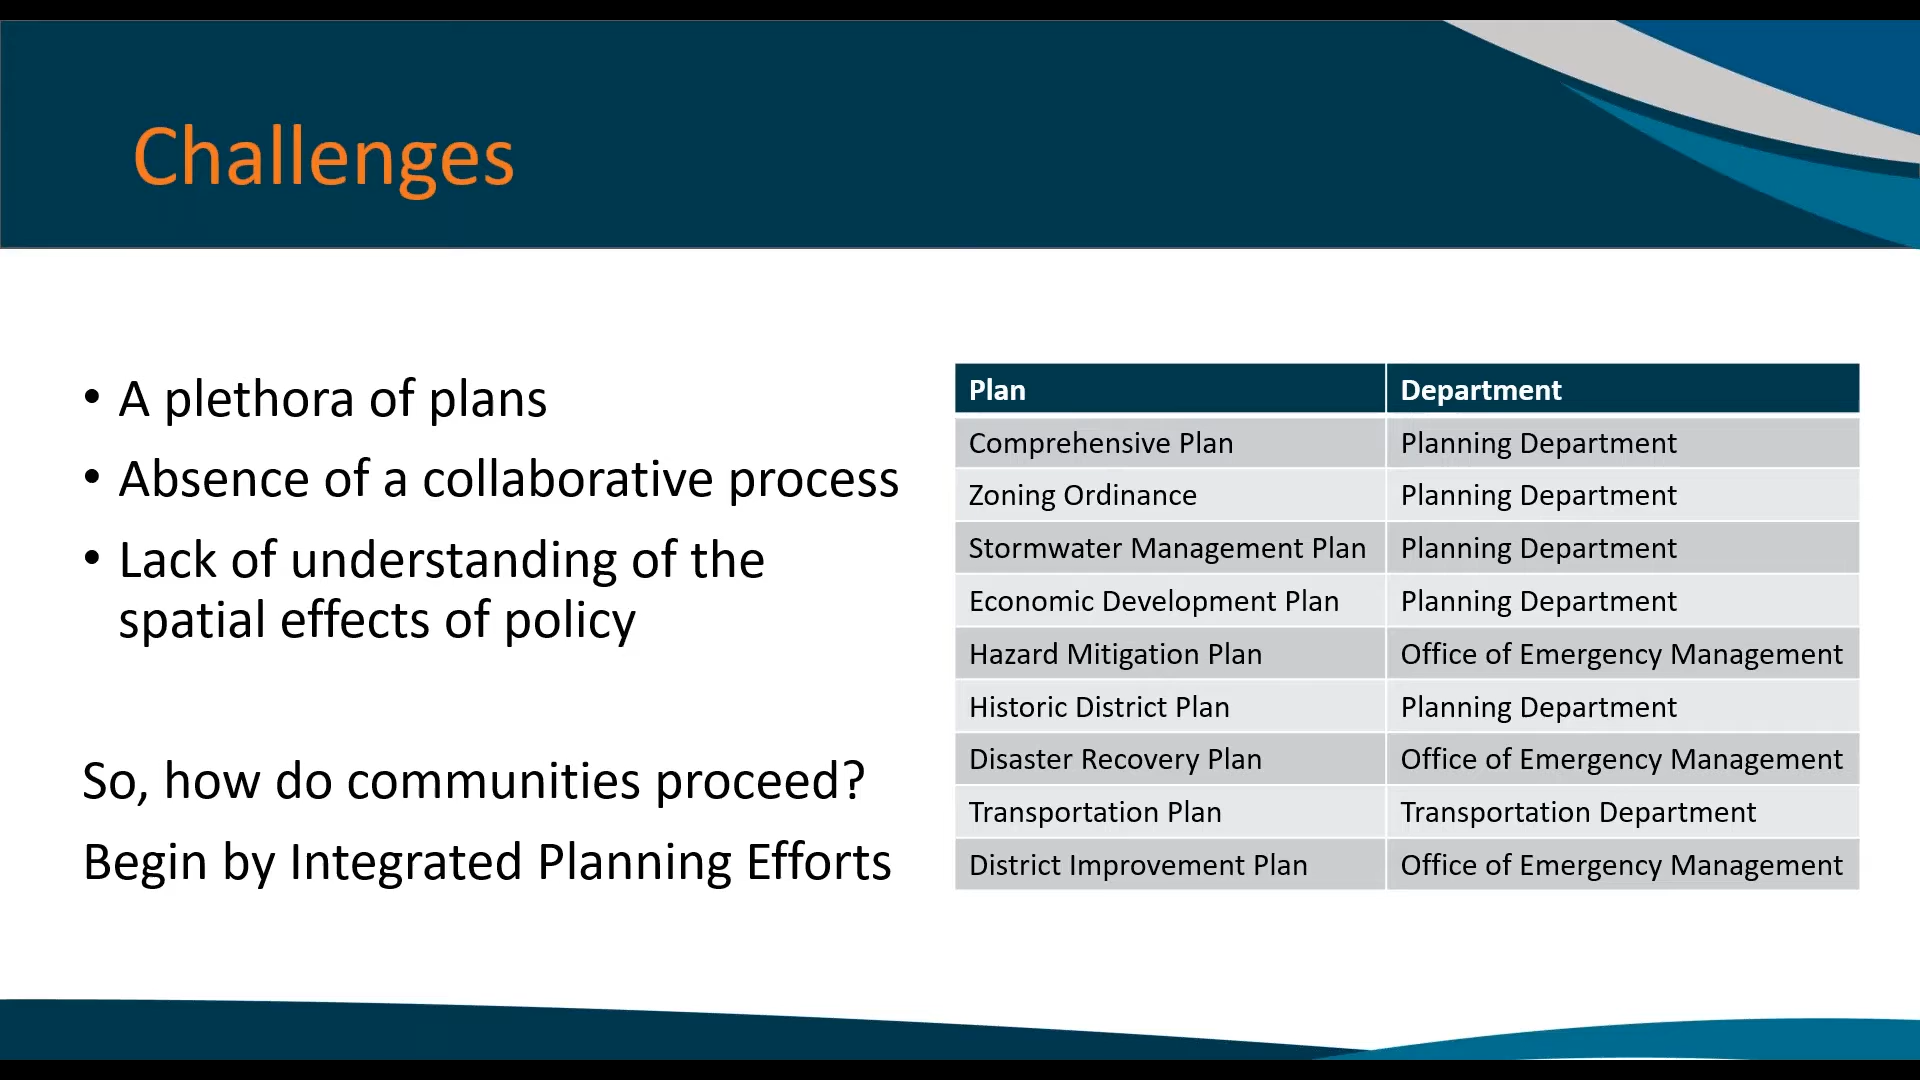 Challenges
• A plethora of plans
• Absence of a collaborative process
• Lack of understanding of the
spatial effects of policy
So, how do communities proceed?
Begin by Integrated Planning Efforts
Plan Department
Comprehensive Plan Planning Department
Zoning Ordinance Planning Department
Stormwater Management Plan Planning Department
Economic Development Plan Planning Department
Hazard Mitigation Plan Office of Emergency Management
Historic District Plan Planning Department
Disaster Recovery Plan Office of Emergency Management
Transportation Plan Transportation Department
District Improvement Plan Office of Emergency Management